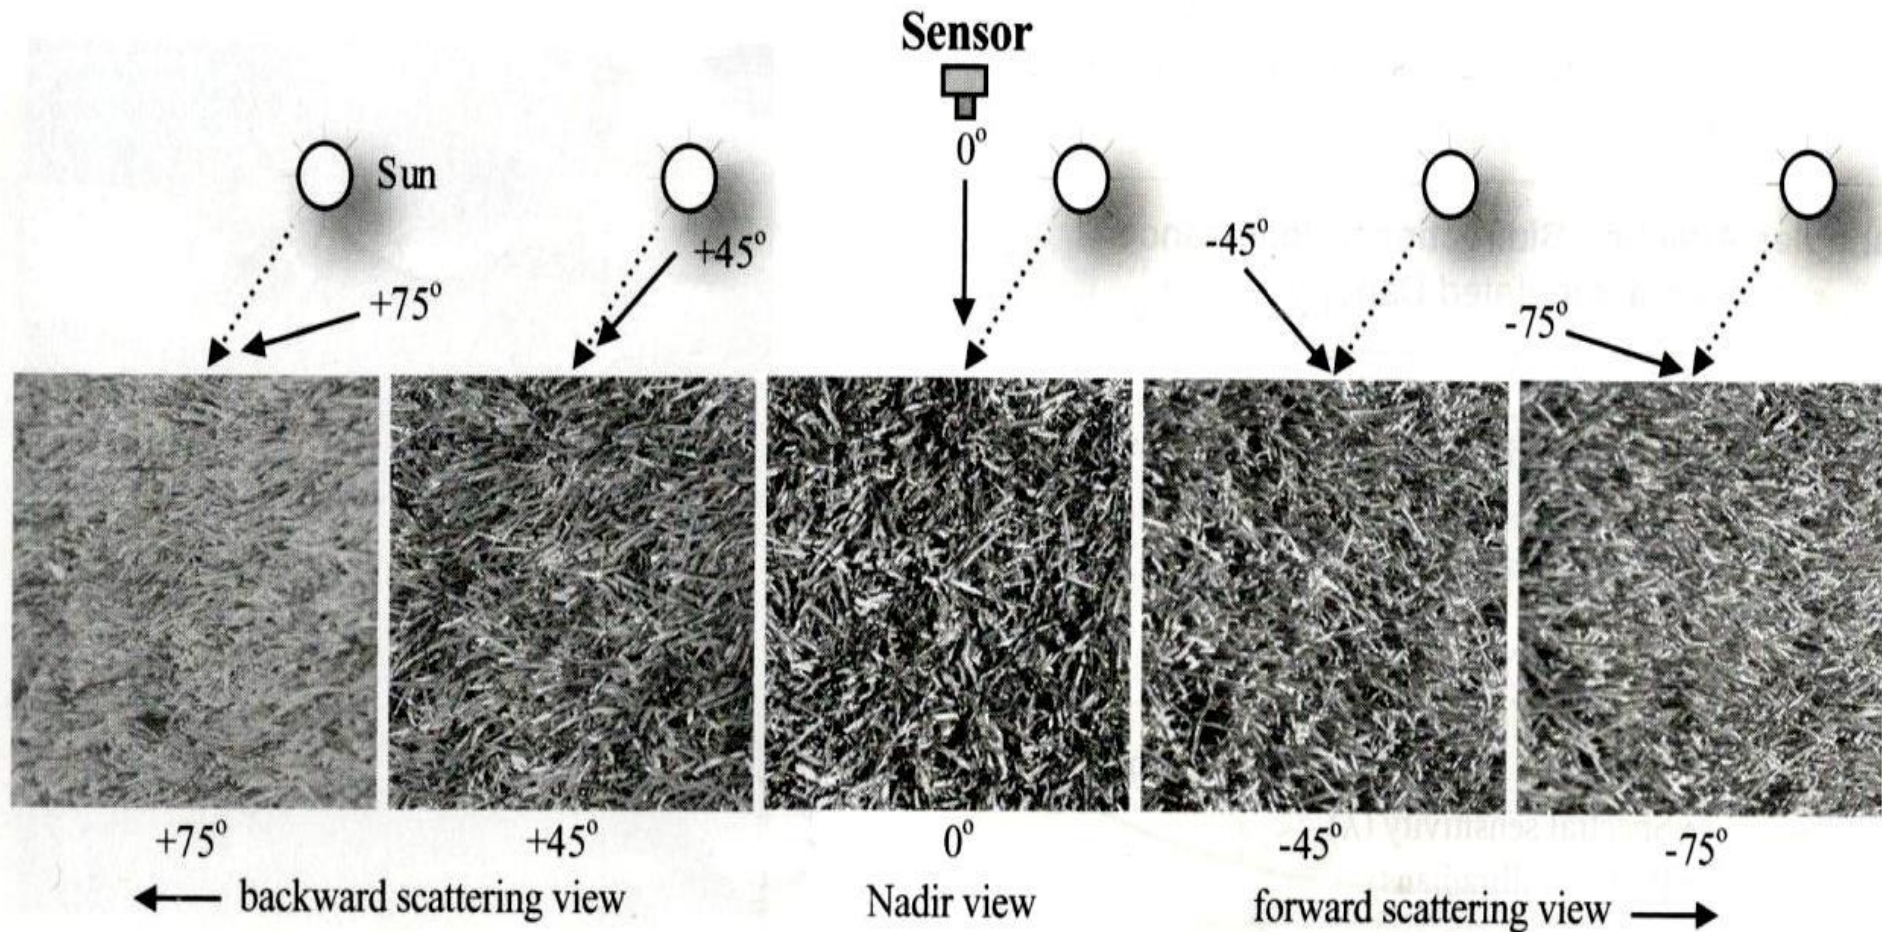 Sensor
0°
Sun
+45°
-45°
+75°
-75°
+75°
+45°
0°
-45°
-75°
backward scattering view
Nadir view
forward scattering view